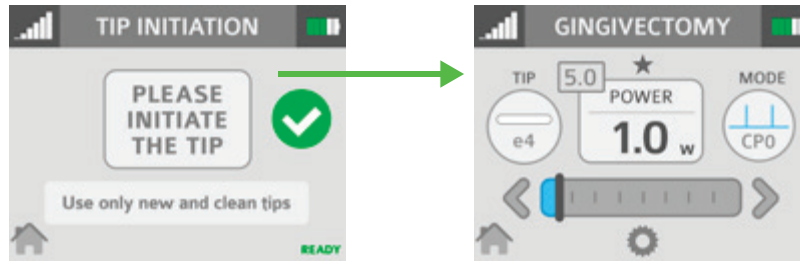 TIP INITIATION
PLEASE
INITIATE
THE TIP
Use only new and clean tips
READY
GINGIVECTOMY
TIP
5.0
POWER
MODE
e4
1.0 w
CP0